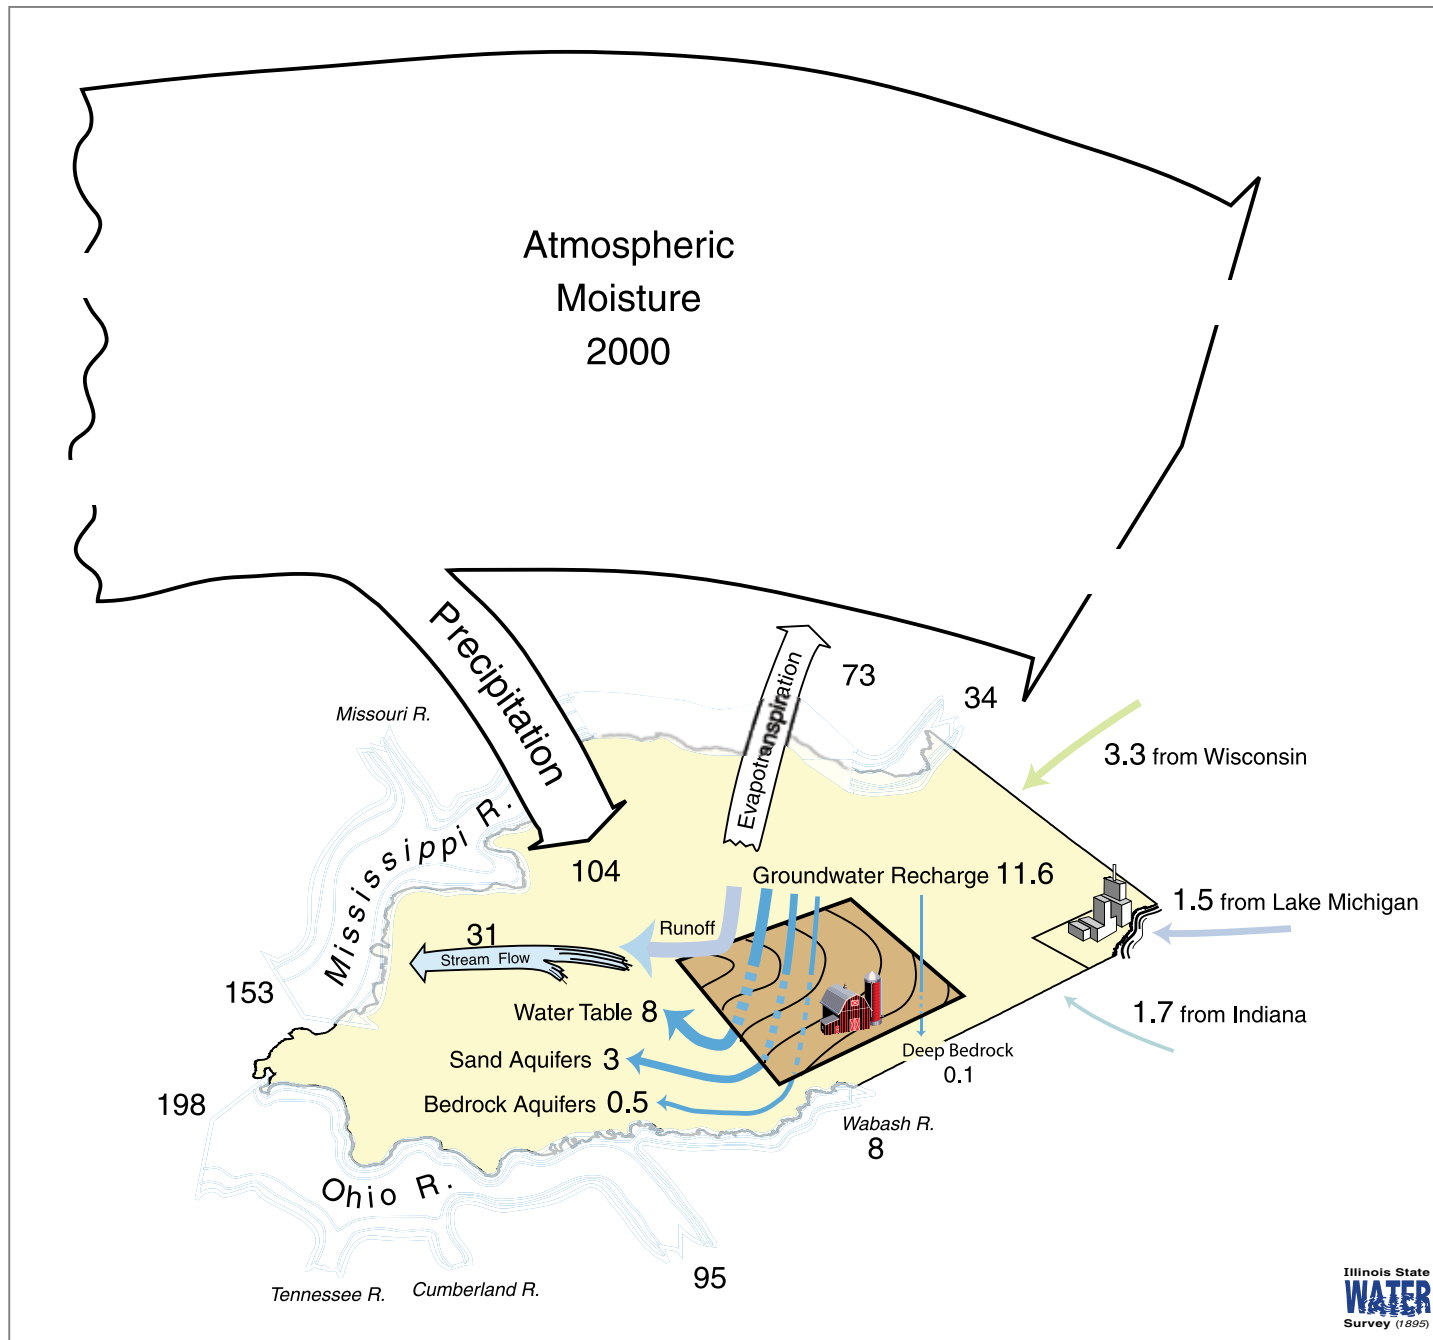 Atmospheric
Moisture
2000
Precipitation
Evapotranspiration
73
34
Missouri R.
3.3 from Wisconsin
Mississippi R.
104
Groundwater Recharge 11.6
1.5 from Lake Michigan
31
Runoff
Stream Flow
153
Water Table 8
1.7 from Indiana
Sand Aquifers 3
Deep Bedrock
0.1
Bedrock Aquifers 0.5
198
Wabash R.
8
Ohio R.
95
Tennessee R.
Cumberland R.
Illinois State
WATER
Survey (1895)